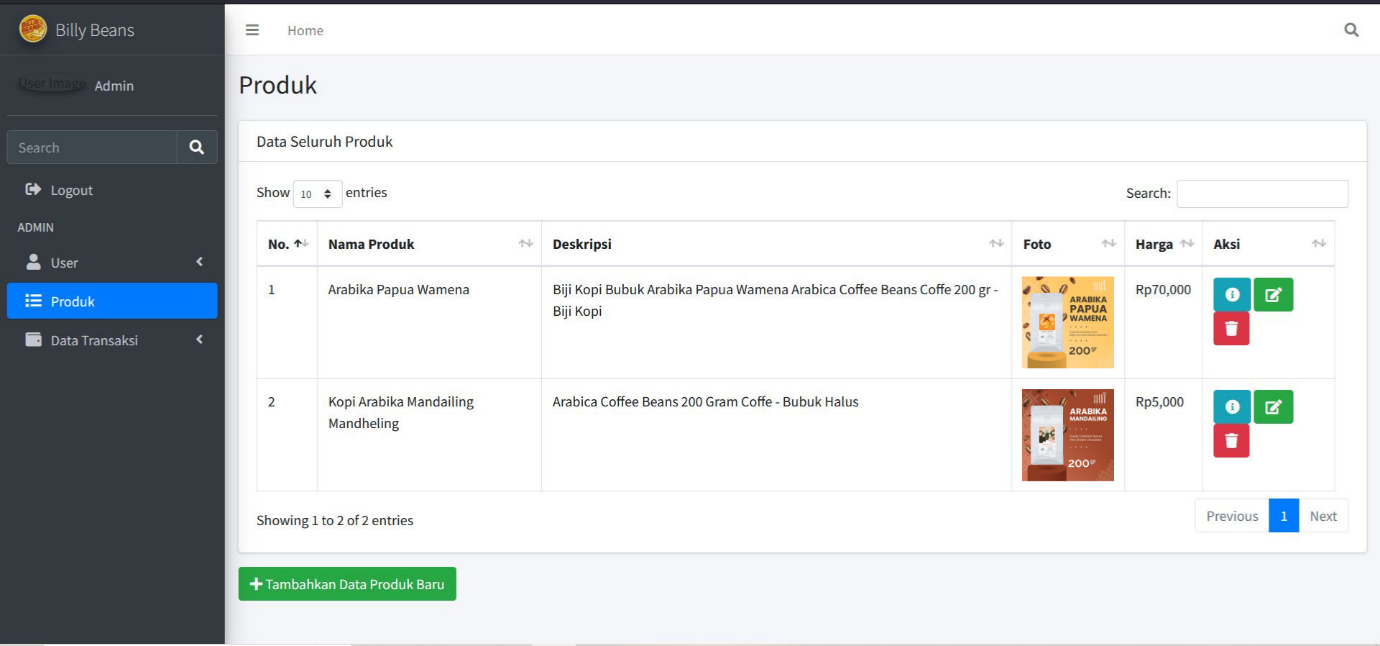 Billy Beans
Home
User Image Admin
Produk
Search
Data Seluruh Produk
Logout
Show 10 entries
Search:
ADMIN
User
Produk
Data Transaksi
No. Nama Produk Deskripsi Foto Harga Aksi
1 Arabika Papua Wamena Biji Kopi Bubuk Arabika Papua Wamena Arabica Coffee Beans Coffe 200 gr - Rp70,000
Biji Kopi
ARABIKA
PAPUA
WAMENA
200gr
2 Kopi Arabika Mandailing Arabica Coffee Beans 200 Gram Coffe - Bubuk Halus Rp5,000
Mandheling
ARABIKA
MANDAILING
200gr
Showing 1 to 2 of 2 entries
Previous 1 Next
Tambahkan Data Produk Baru